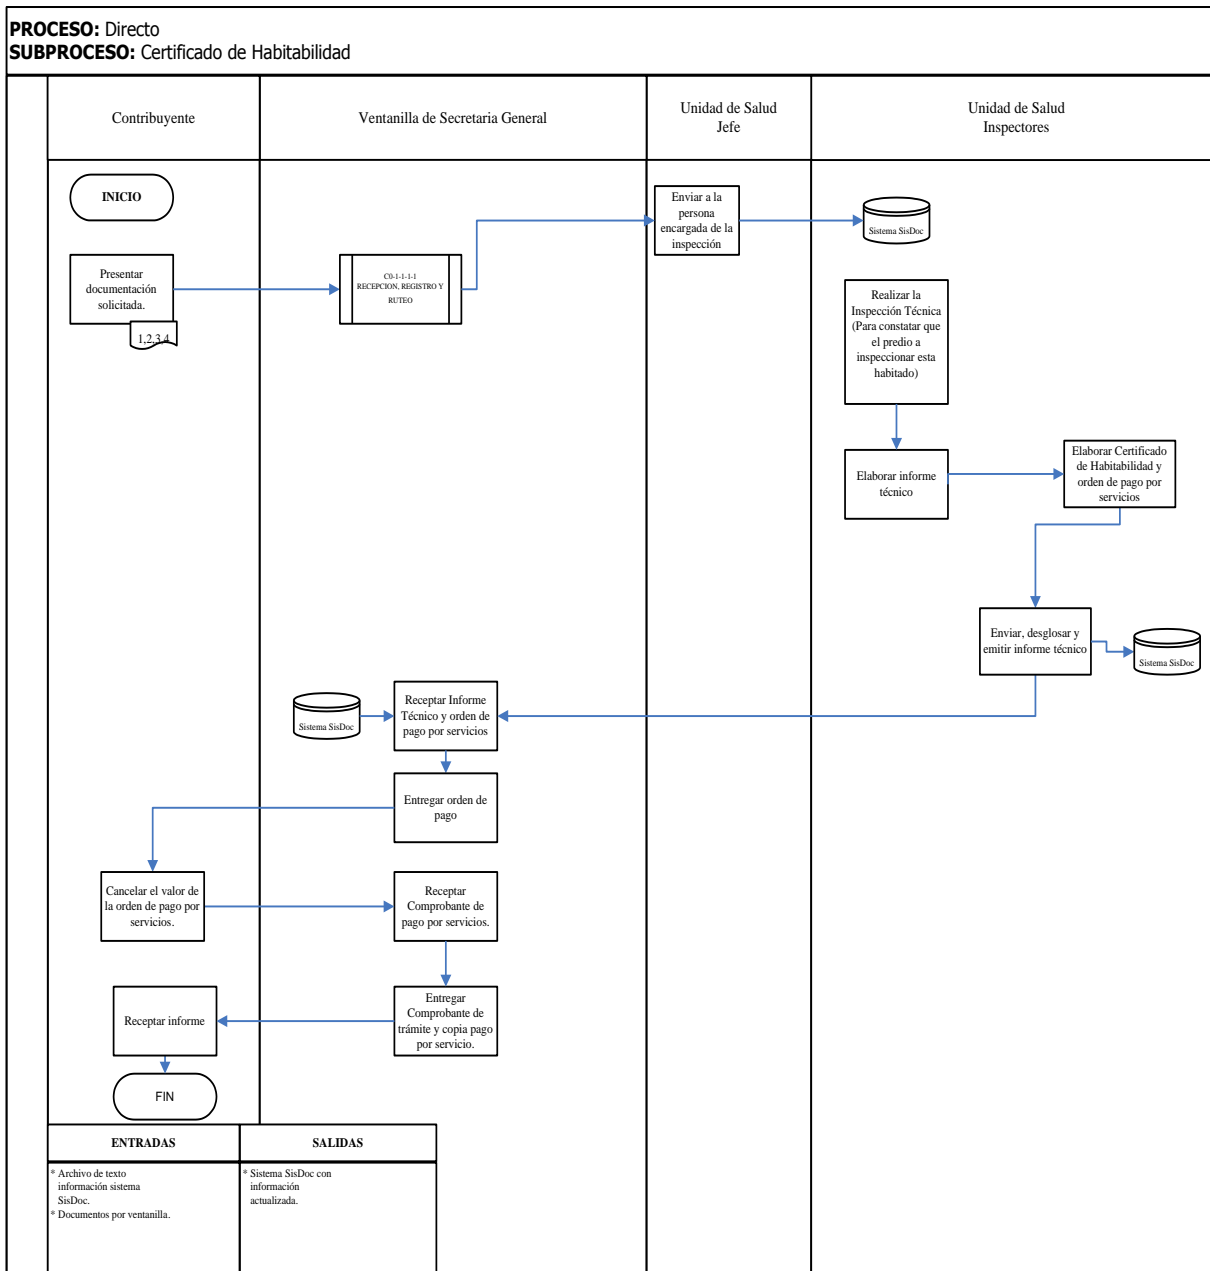 PROCESO: Directo
SUBPROCESO: Certificado de Habitabilidad
Contribuyente
Ventanilla de Secretaria General
Unidad de Salud
Jefe
Unidad de Salud
Inspectores
INICIO
Enviar a la
persona
encargada de la
inspección
Sistema SisDoc
Presentar
documentación
solicitada.
1,2,3,4
C0-1-1-1-1
RECEPCION, REGISTRO Y
RUTEO
Realizar la
Inspección Técnica
(Para constatar que
el predio a
inspeccionar esta
habitado)
Elaborar informe
técnico
Elaborar Certificado
de Habitabilidad y
orden de pago por
servicios
Enviar, desglosar y
emitir informe técnico
Sistema SisDoc
Sistema SisDoc
Receptar Informe
Técnico y orden de
pago por servicios
Entregar orden de
pago
Cancelar el valor de
la orden de pago por
servicios.
Receptar
Comprobante de
pago por servicios.
Receptar informe
Entregar
Comprobante de
trámite y copia pago
por servicio.
FIN
ENTRADAS
SALIDAS
* Archivo de texto
información sistema
SisDoc.
* Documentos por ventanilla.
* Sistema SisDoc con
información
actualizada.